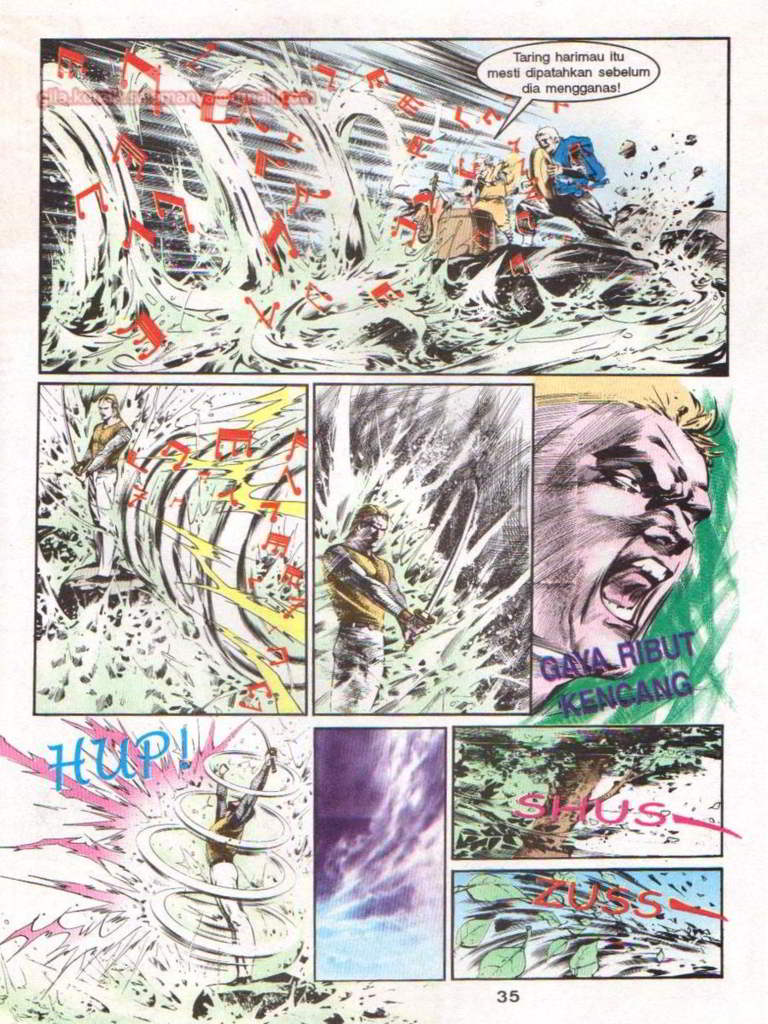 Taring harimau itu
mesti dipatahkan sebelum
dia mengganas!
GAYA RIBUT
KENCANG
HUP!
SHUS
ZUSS
35